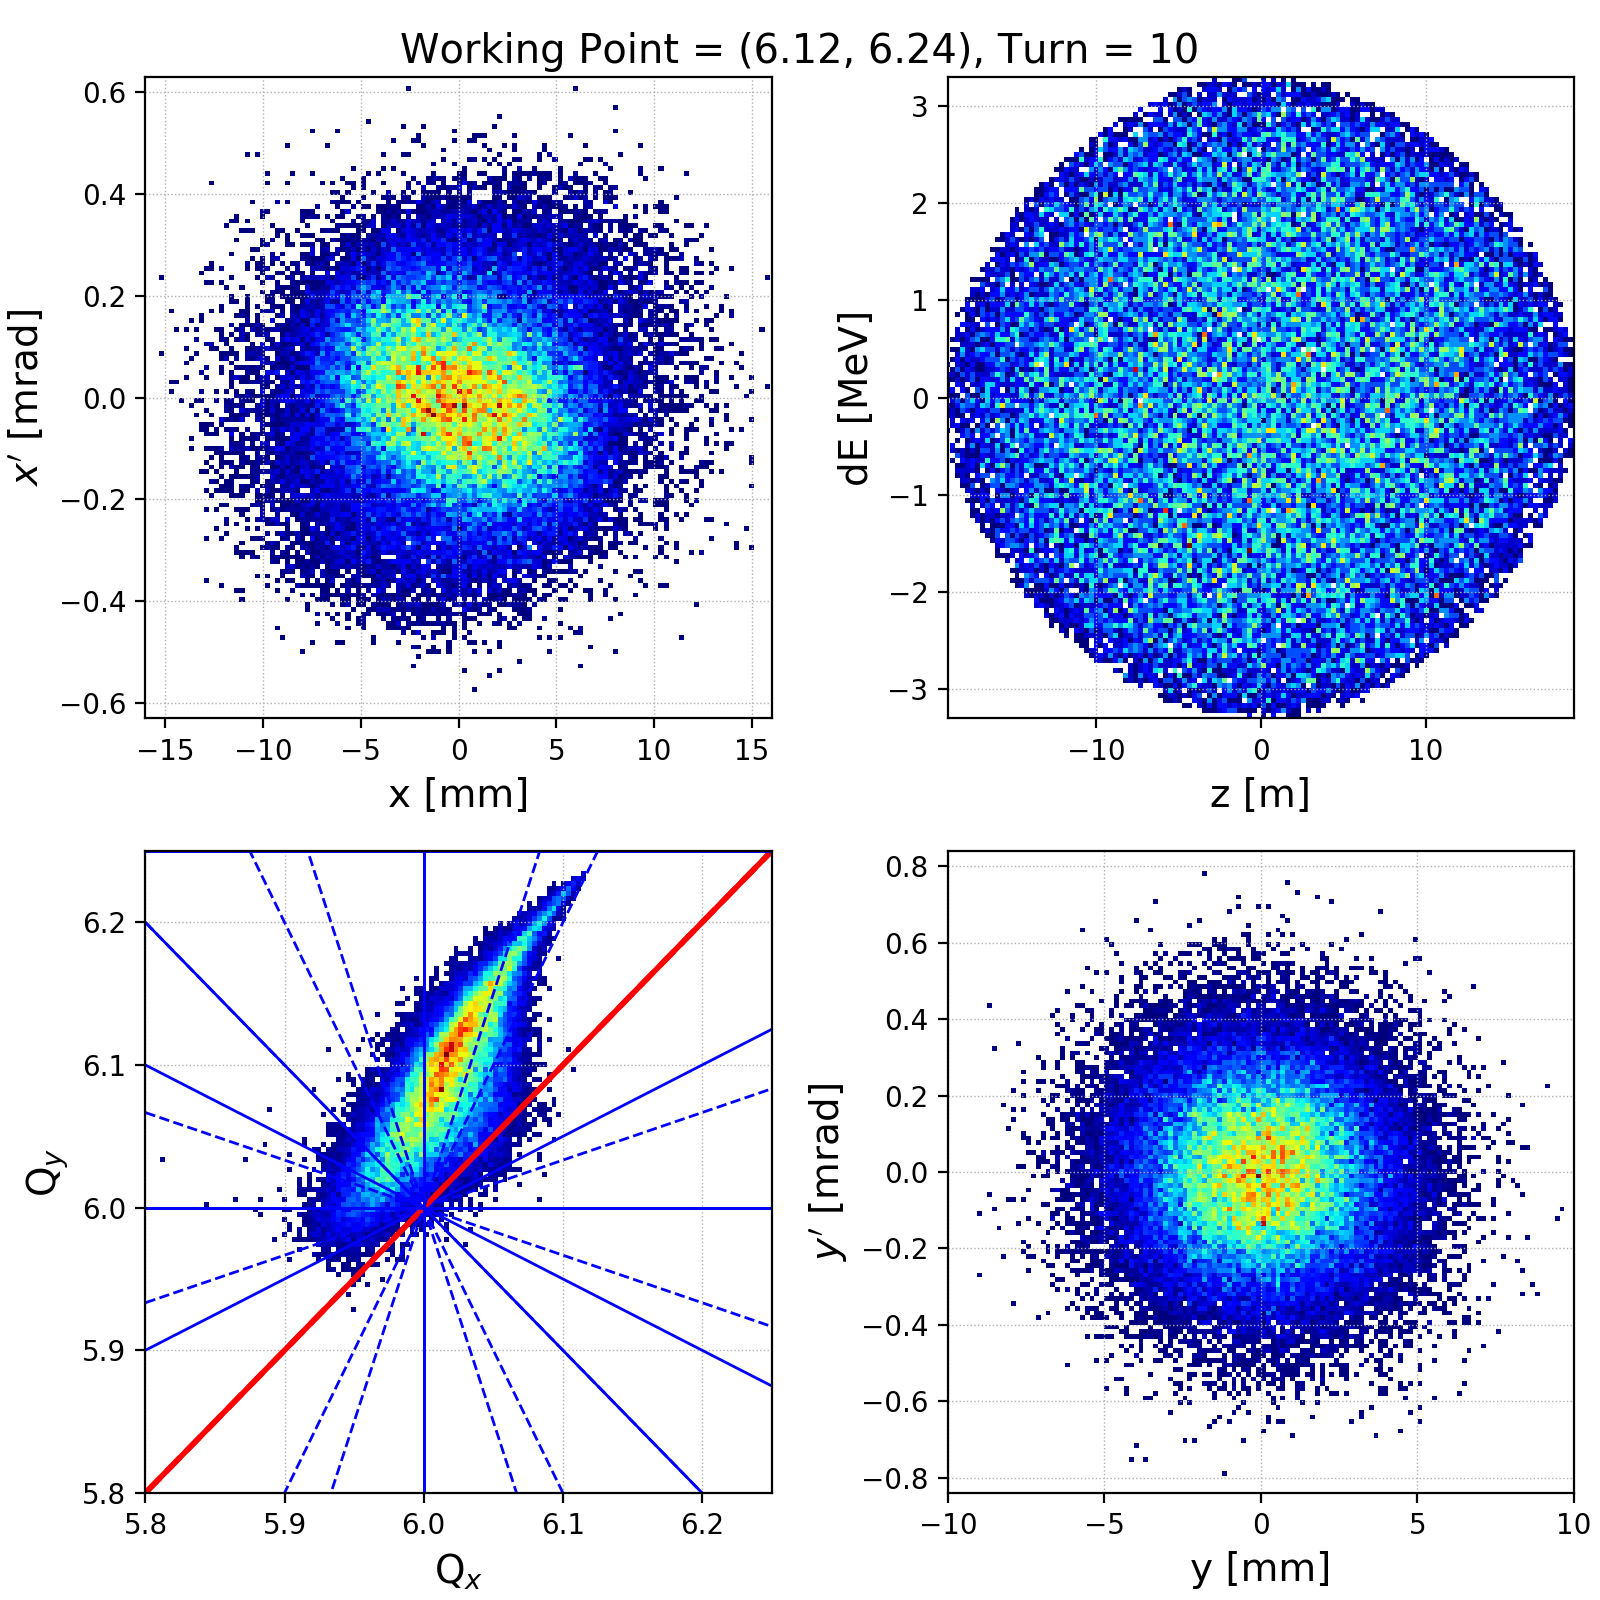 Working Point = (6.12, 6.24), Turn = 10
0.6
0.4
0.2
0.0
−0.2
−0.4
−0.6
x′ [mrad]
−15 −10 −5 0 5 10 15
x [mm]
3
2
1
0
−1
−2
−3
dE [MeV]
−10 0 10
z [m]
6.2
6.1
6.0
5.9
5.8
Qy
5.8 5.9 6.0 6.1 6.2
Qx
0.8
0.6
0.4
0.2
0.0
−0.2
−0.4
−0.6
−0.8
y′ [mrad]
−10 −5 0 5 10
y [mm]